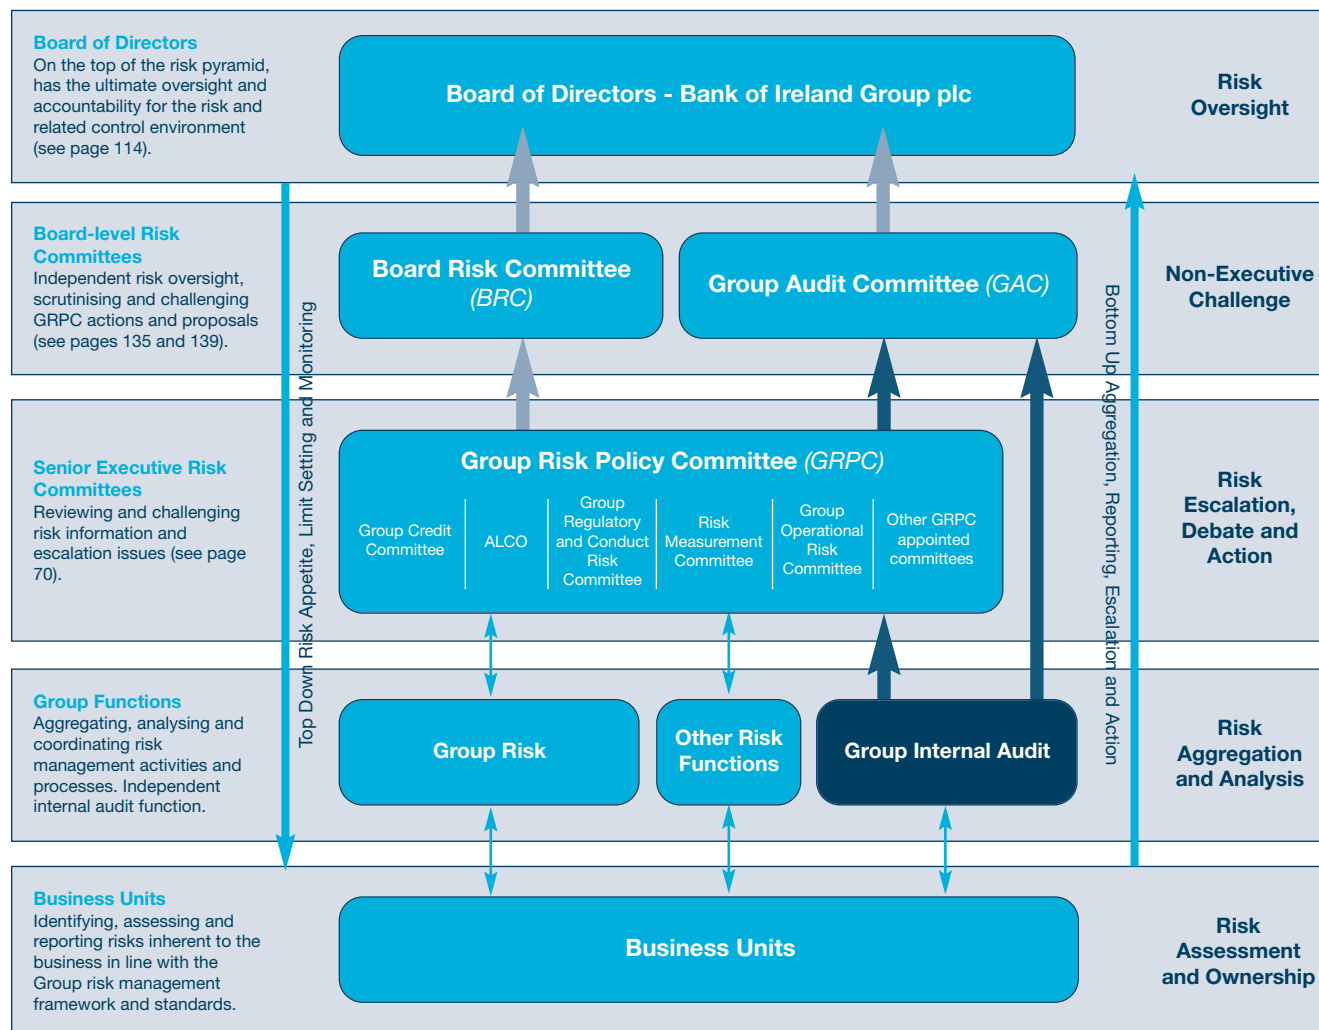 Board of Directors
On the top of the risk pyramid,
has the ultimate oversight and
accountability for the risk and
related control environment
(see page 114).
Board of Directors - Bank of Ireland Group plc
Risk
Oversight
Board-level Risk
Committees
Independent risk oversight,
scrutinising and challenging
GRPC actions and proposals
(see pages 135 and 139).
Board Risk Committee
(BRC)
Group Audit Committee (GAC)
Non-Executive
Challenge
Top Down Risk Appetite, Limit Setting and Monitoring
Bottom Up Aggregation, Reporting, Escalation and Action
Senior Executive Risk
Committees
Reviewing and challenging
risk information and
escalation issues (see page
70).
Group Risk Policy Committee (GRPC)
Group Credit
Committee
ALCO
Group
Regulatory
and Conduct
Risk
Committee
Risk
Measurement
Committee
Group
Operational
Risk
Committee
Other GRPC
appointed
committees
Risk
Escalation,
Debate and
Action
Group Functions
Aggregating, analysing and
coordinating risk
management activities and
processes. Independent
internal audit function.
Group Risk
Other Risk
Functions
Group Internal Audit
Risk
Aggregation
and Analysis
Business Units
Identifying, assessing and
reporting risks inherent to the
business in line with the
Group risk management
framework and standards.
Business Units
Risk
Assessment
and Ownership